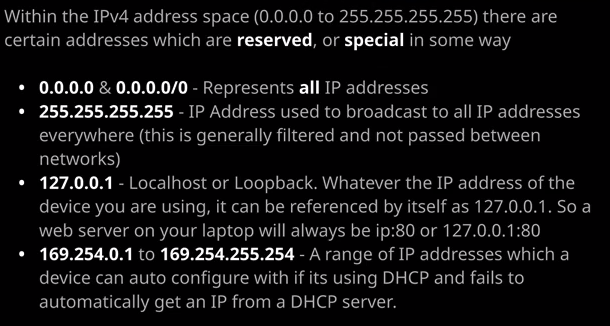 Within the IPv4 address space (0.0.0.0 to 255.255.255.255) there are
certain addresses which are reserved, or special in some way
• 0.0.0.0 & 0.0.0.0/0 - Represents all IP addresses
• 255.255.255.255 - IP Address used to broadcast to all IP addresses
everywhere (this is generally filtered and not passed between
networks)
• 127.0.0.1 - Localhost or Loopback. Whatever the IP address of the
device you are using, it can be referenced by itself as 127.0.0.1. So a
web server on your laptop will always be ip:80 or 127.0.0.1:80
• 169.254.0.1 to 169.254.255.254 - A range of IP addresses which a
device can auto configure with if its using DHCP and fails to
automatically get an IP from a DHCP server.